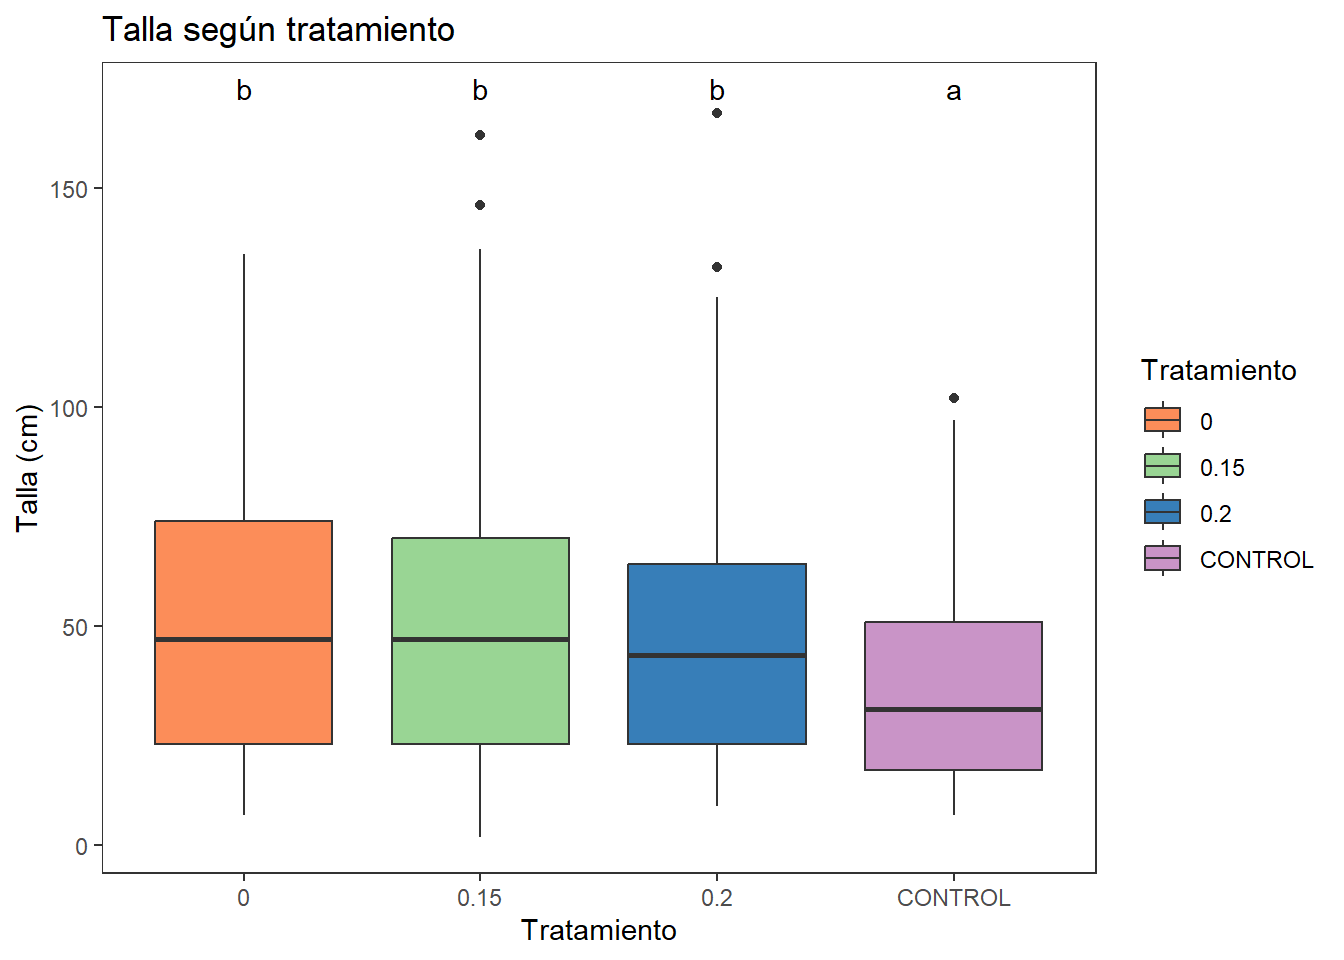 Talla según tratamiento
b b b a
150
100
50
0
Talla (cm)
0 0.15 0.2 CONTROL
Tratamiento
Tratamiento
0
0.15
0.2
CONTROL